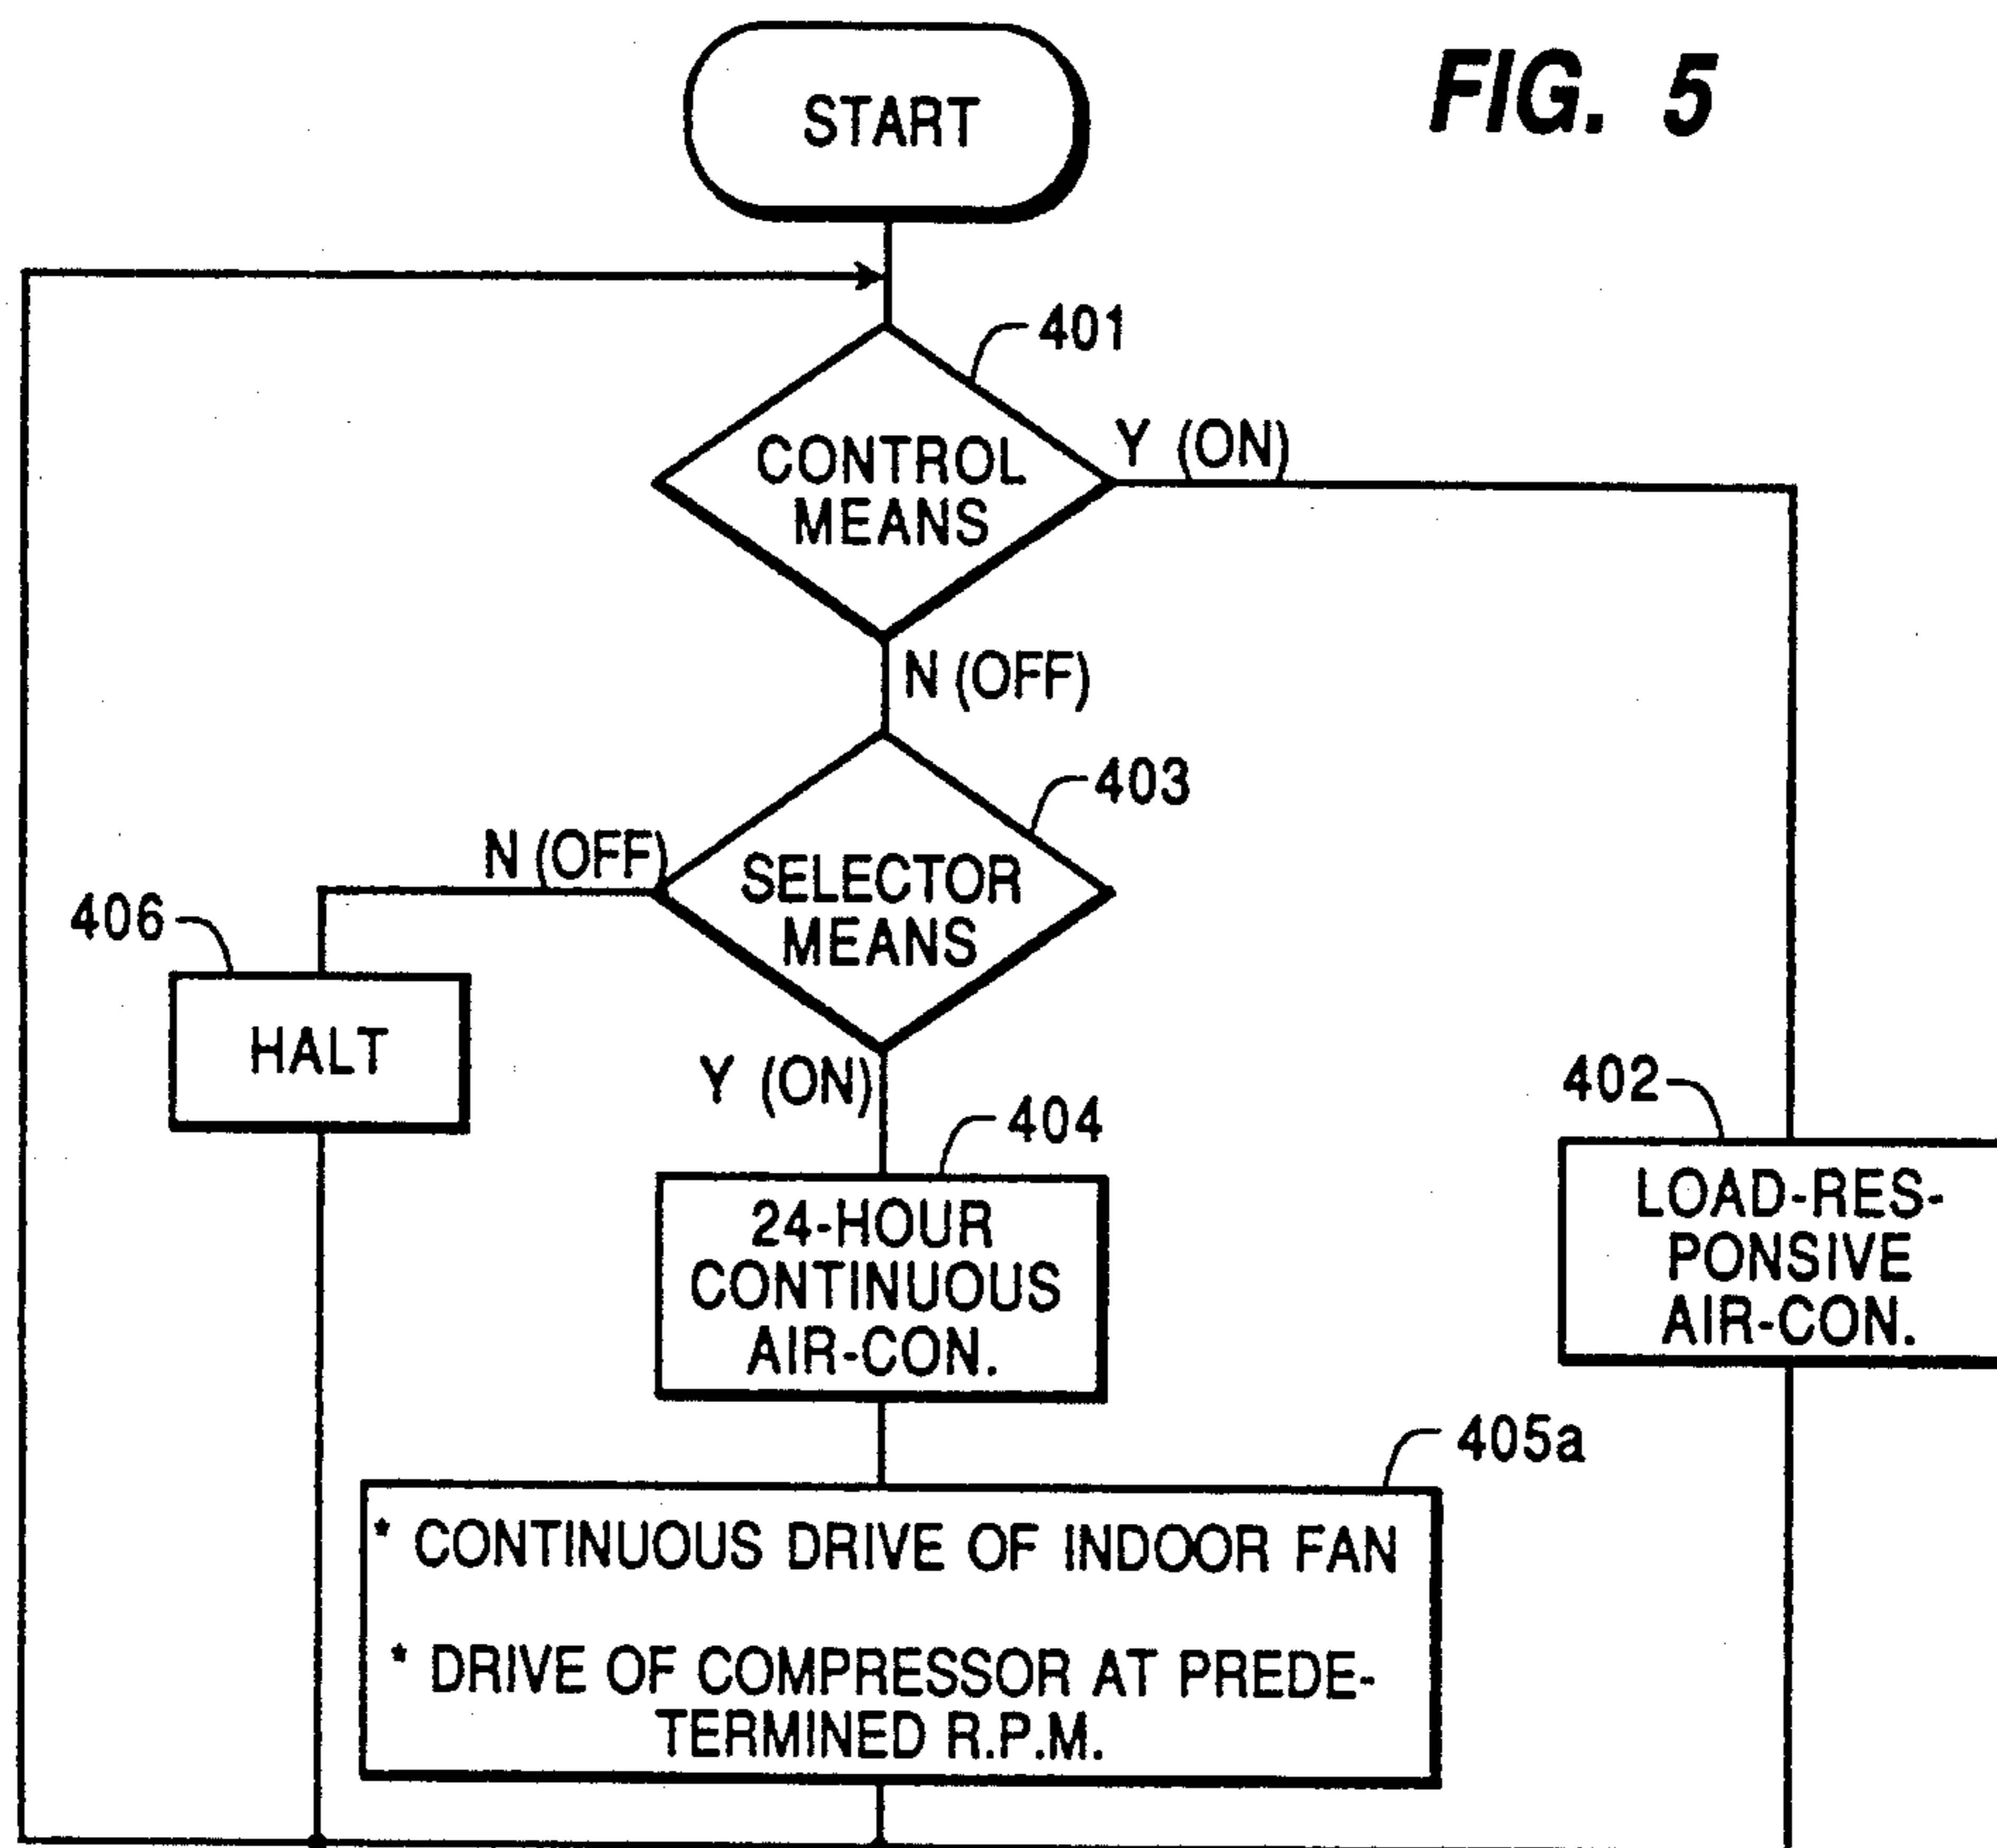 FIG. 5
START
401
CONTROL
MEANS
Y (ON)
N (OFF)
403
SELECTOR
MEANS
N (OFF)
406
HALT
Y (ON)
404
24-HOUR
CONTINUOUS
AIR-CON.
402
LOAD-RES-
PONSIVE
AIR-CON.
405a
* CONTINUOUS DRIVE OF INDOOR FAN
* DRIVE OF COMPRESSOR AT PREDE-
TERMINED R.P.M.